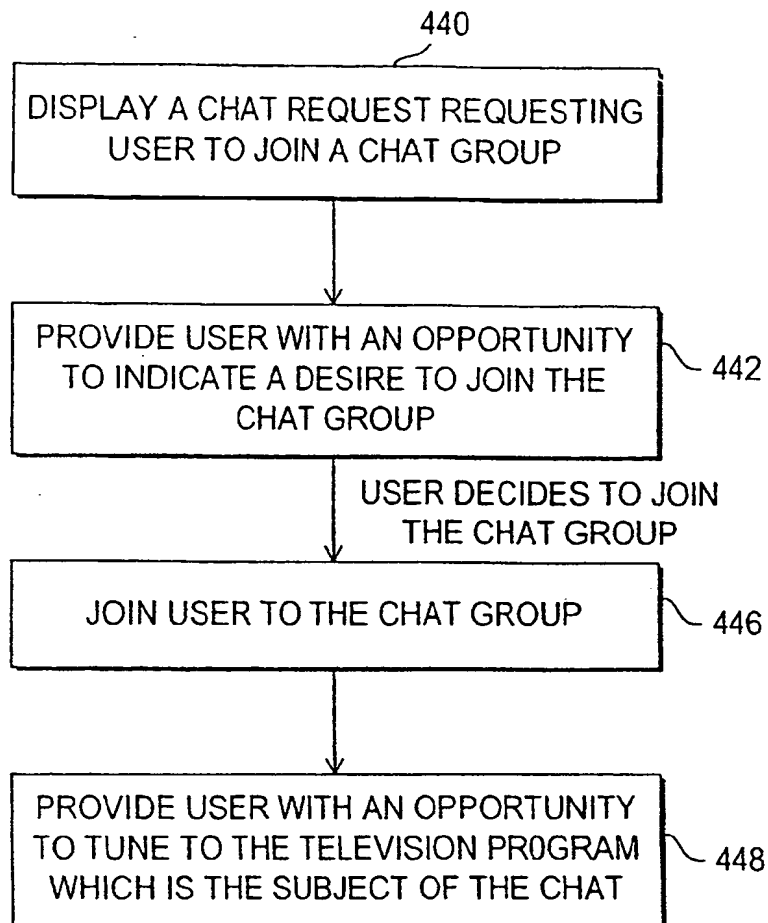 440
DISPLAY A CHAT REQUEST REQUESTING
USER TO JOIN A CHAT GROUP
PROVIDE USER WITH AN OPPORTUNITY
TO INDICATE A DESIRE TO JOIN THE
CHAT GROUP
442
USER DECIDES TO JOIN
THE CHAT GROUP
JOIN USER TO THE CHAT GROUP
446
PROVIDE USER WITH AN OPPORTUNITY
TO TUNE TO THE TELEVISION PROGRAM
WHICH IS THE SUBJECT OF THE CHAT
448